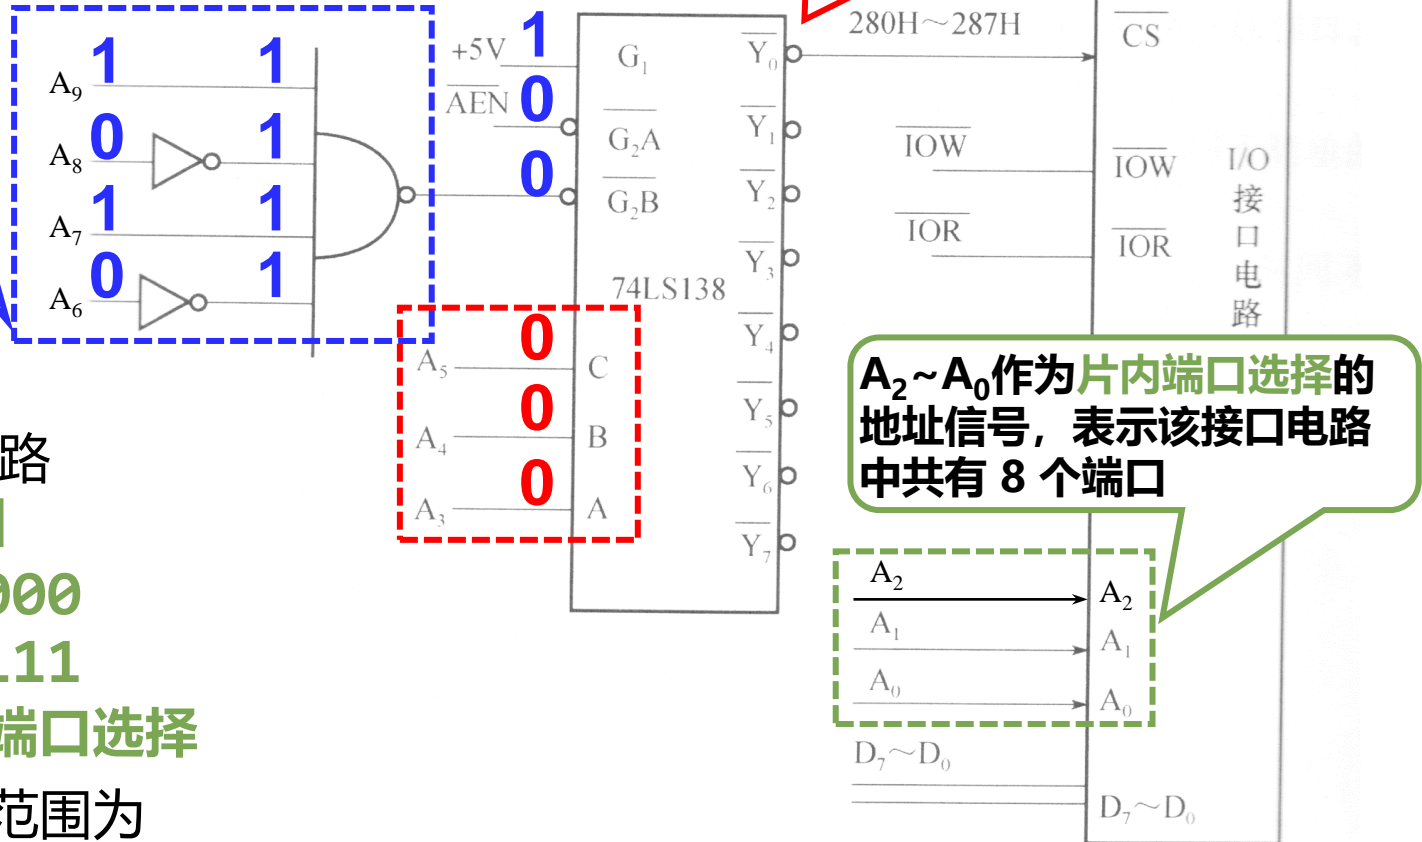 A₉ 1 1
A₈ 0 1
A₇ 1 1
A₆ 0 1
+5V 1
AEN 0
0
G₁
G₂A
G₂B
74LS138
A₅ 0 C
A₄ 0 B
A₃ 0 A
Y₀
Y₁
Y₂
Y₃
Y₄
Y₅
Y₆
Y₇
280H～287H
CS
IOW
IOW
IOR
IOR
I/O
接
口
电
路
A₂~A₀作为片内端口选择的
地址信号，表示该接口电路
中共有 8 个端口
A₂ A₂
A₁ A₁
A₀ A₀
D₇～D₀
D₇～D₀
路
000
111
端口选择
范围为